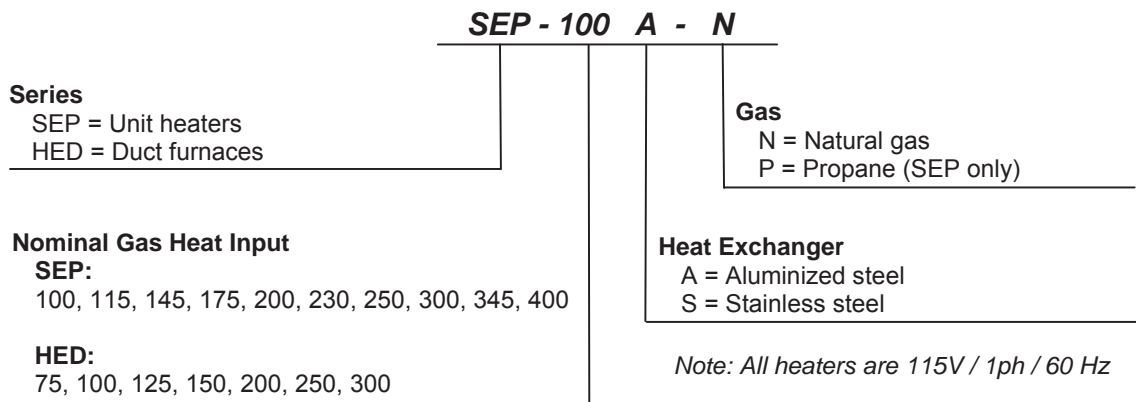 SEP - 100 A - N
Series
SEP = Unit heaters
HED = Duct furnaces
Gas
N = Natural gas
P = Propane (SEP only)
Nominal Gas Heat Input
SEP:
100, 115, 145, 175, 200, 230, 250, 300, 345, 400
HED:
75, 100, 125, 150, 200, 250, 300
Heat Exchanger
A = Aluminized steel
S = Stainless steel
Note: All heaters are 115V / 1ph / 60 Hz